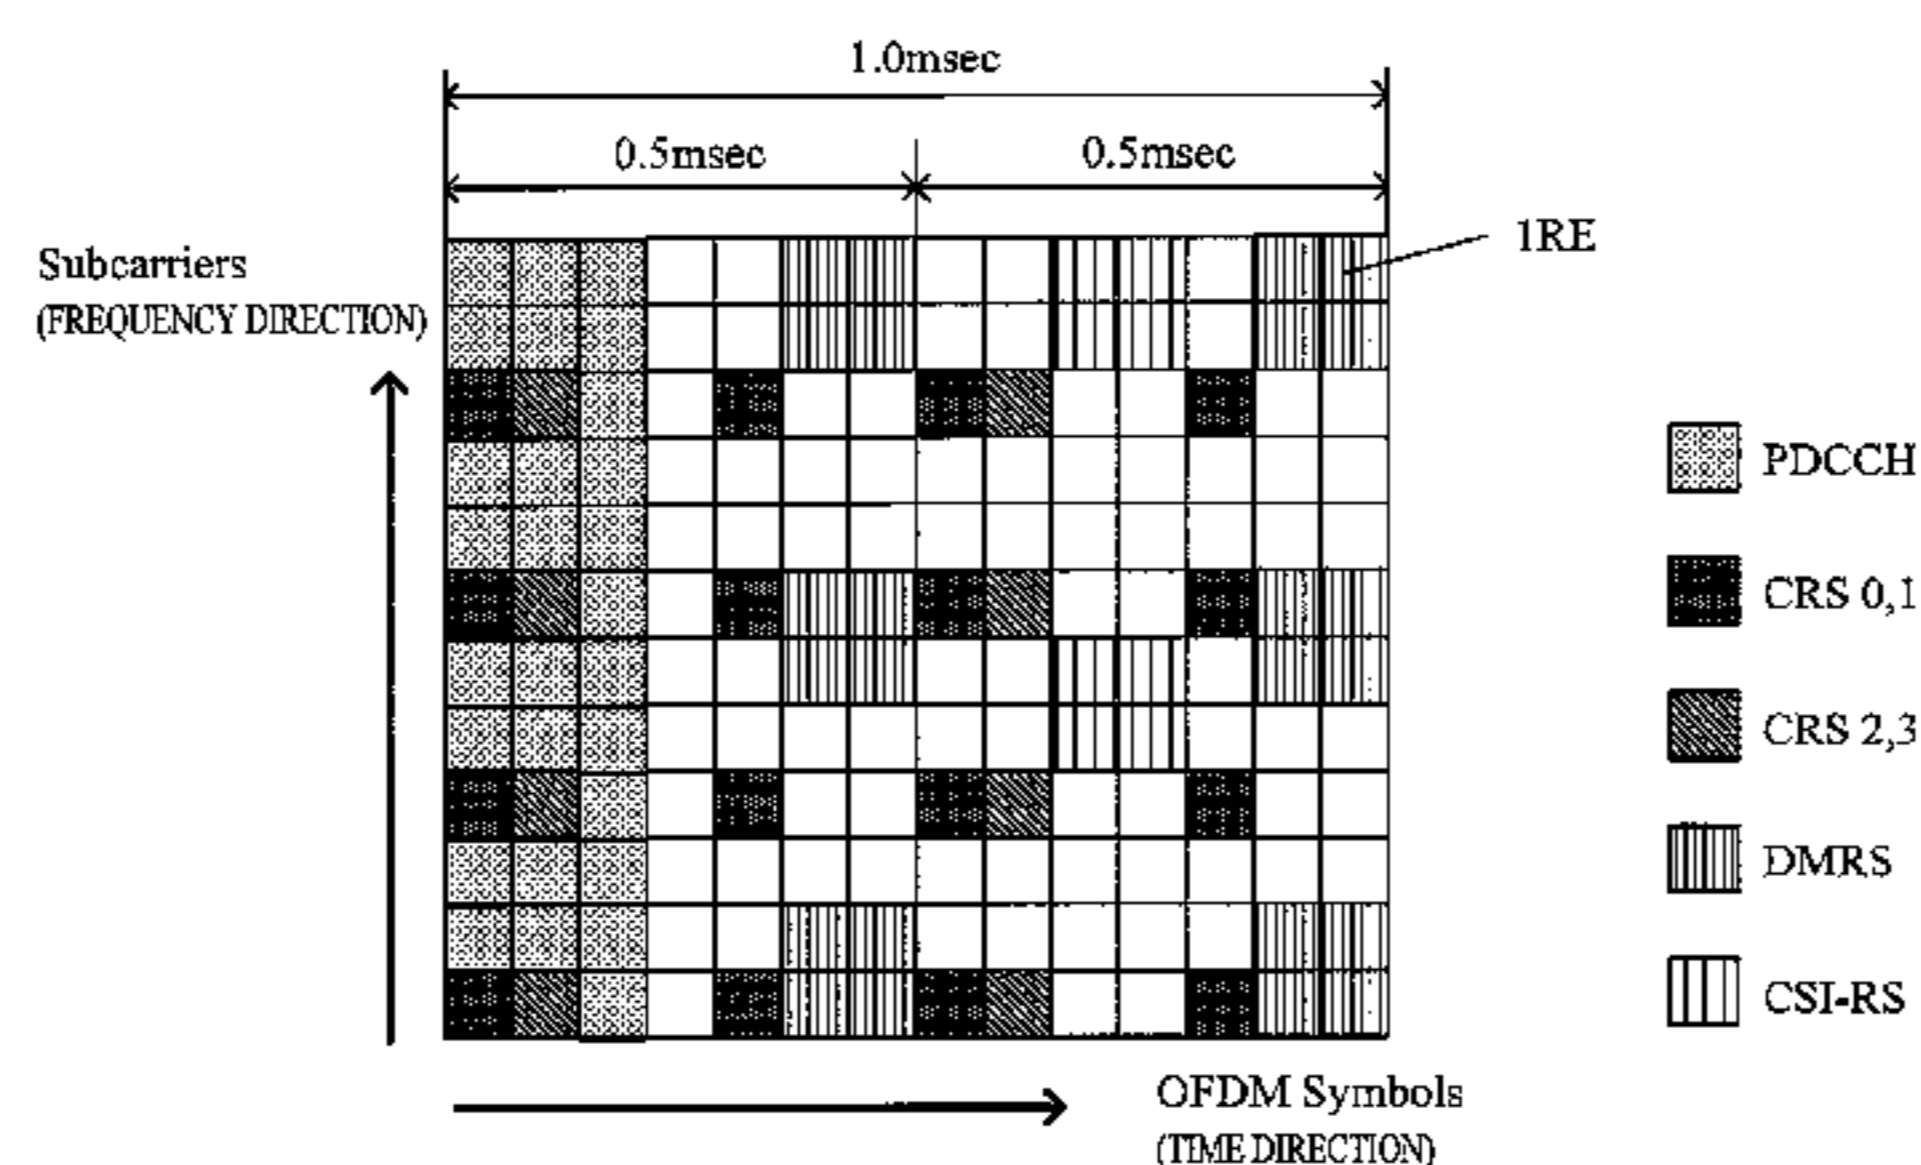 1.0msec
0.5msec
0.5msec
1RE
Subcarriers
(FREQUENCY DIRECTION)
PDCCH
CRS 0,1
CRS 2,3
DMRS
CSI-RS
OFDM Symbols
(TIME DIRECTION)